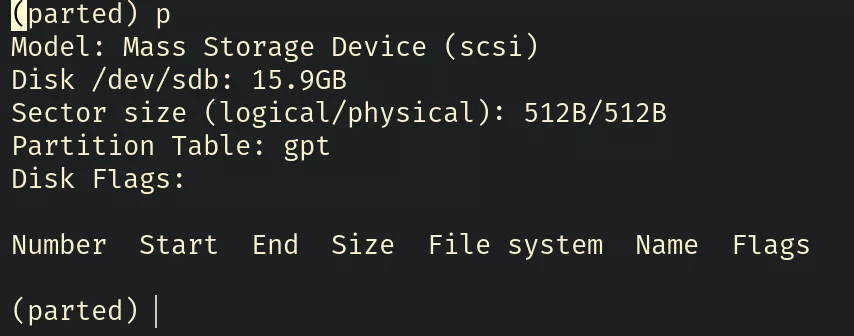 (parted) p
Model: Mass Storage Device (scsi)
Disk /dev/sdb: 15.9GB
Sector size (logical/physical): 512B/512B
Partition Table: gpt
Disk Flags:
Number  Start  End  Size  File system  Name  Flags
(parted)